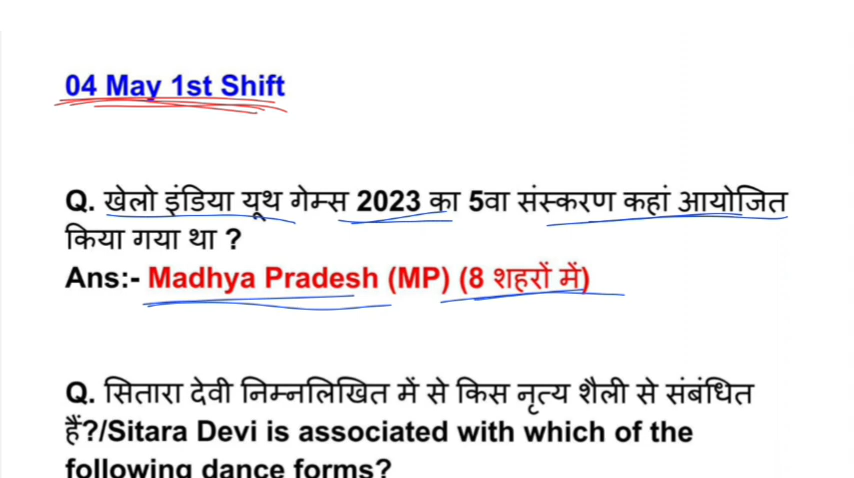 04 May 1st Shift
Q. खेलो इंडिया यूथ गेम्स 2023 का 5वा संस्करण कहां आयोजित
किया गया था ?
Ans:- Madhya Pradesh (MP) (8 शहरों में)
Q. सितारा देवी निम्नलिखित में से किस नृत्य शैली से संबंधित
हैं?/Sitara Devi is associated with which of the
following dance forms?